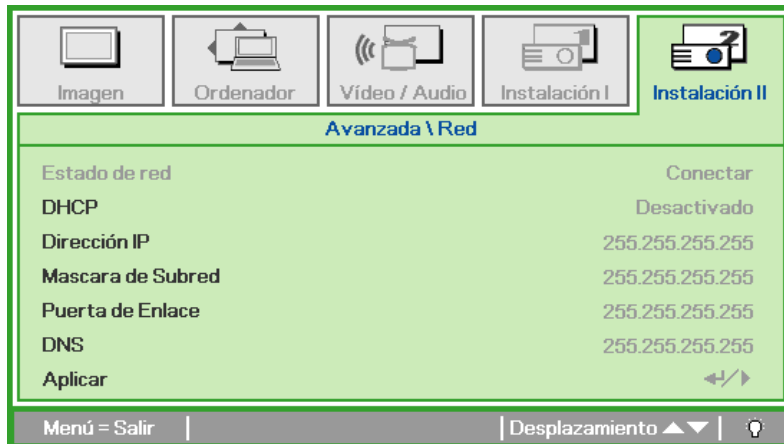 Imagen
Ordenador
Vídeo / Audio
Instalación I
Instalación II
Avanzada \ Red
Estado de red Conectar
DHCP Desactivado
Dirección IP 255.255.255.255
Mascara de Subred 255.255.255.255
Puerta de Enlace 255.255.255.255
DNS 255.255.255.255
Aplicar
Menú = Salir Desplazamiento